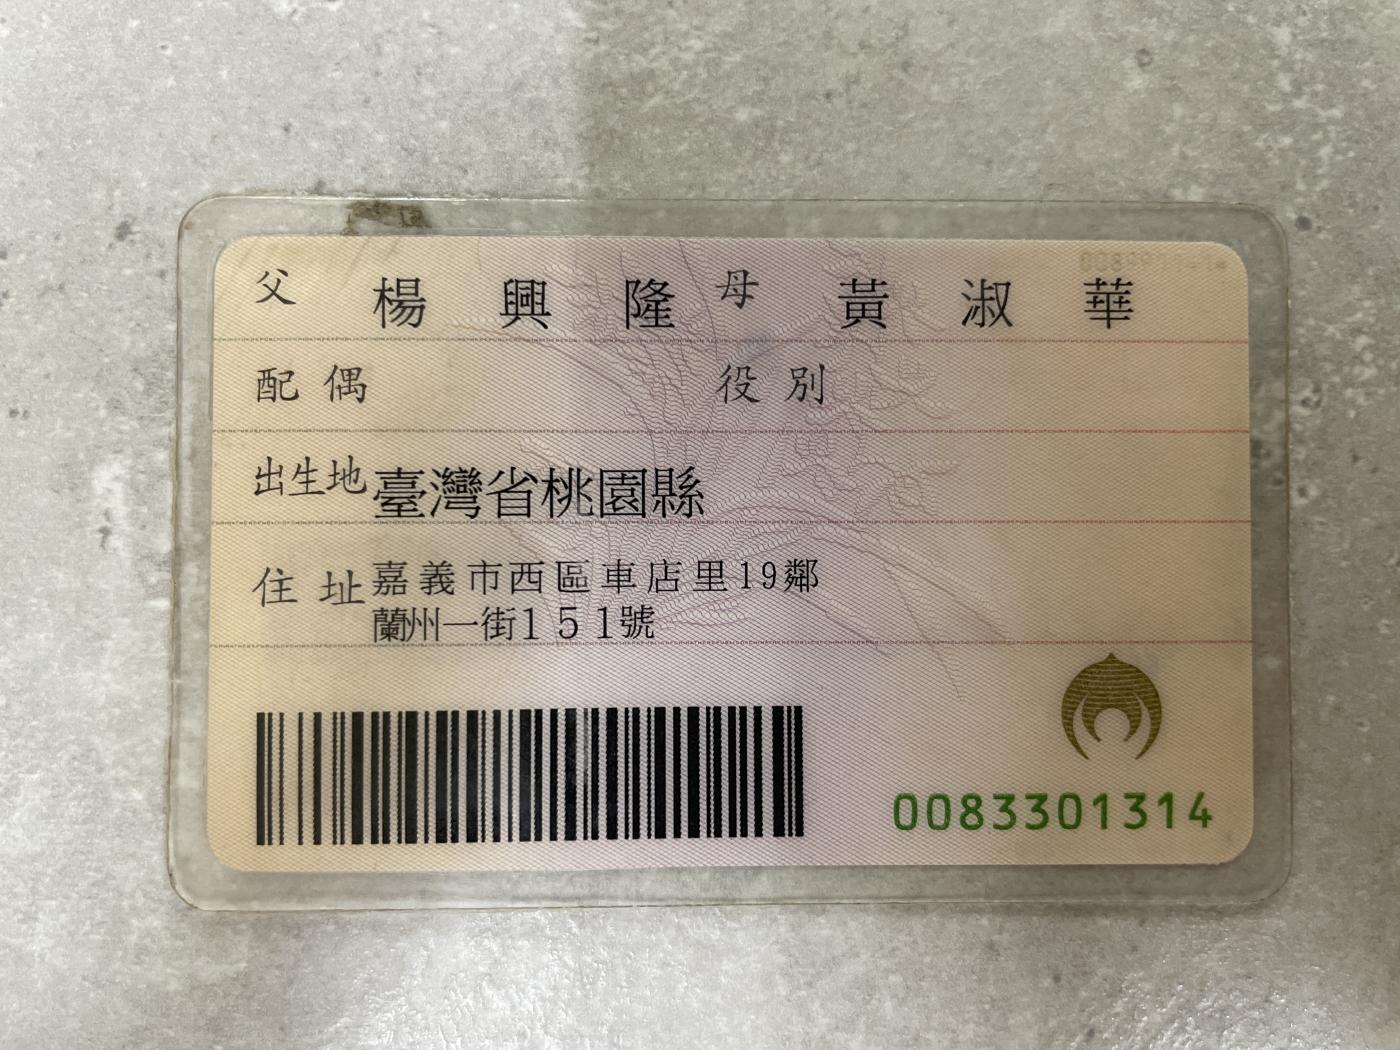 父 楊興隆 母 黃淑華
配偶 役別
出生地 臺灣省桃園縣
住址 嘉義市西區車店里19鄰
蘭州一街151號
0083301314